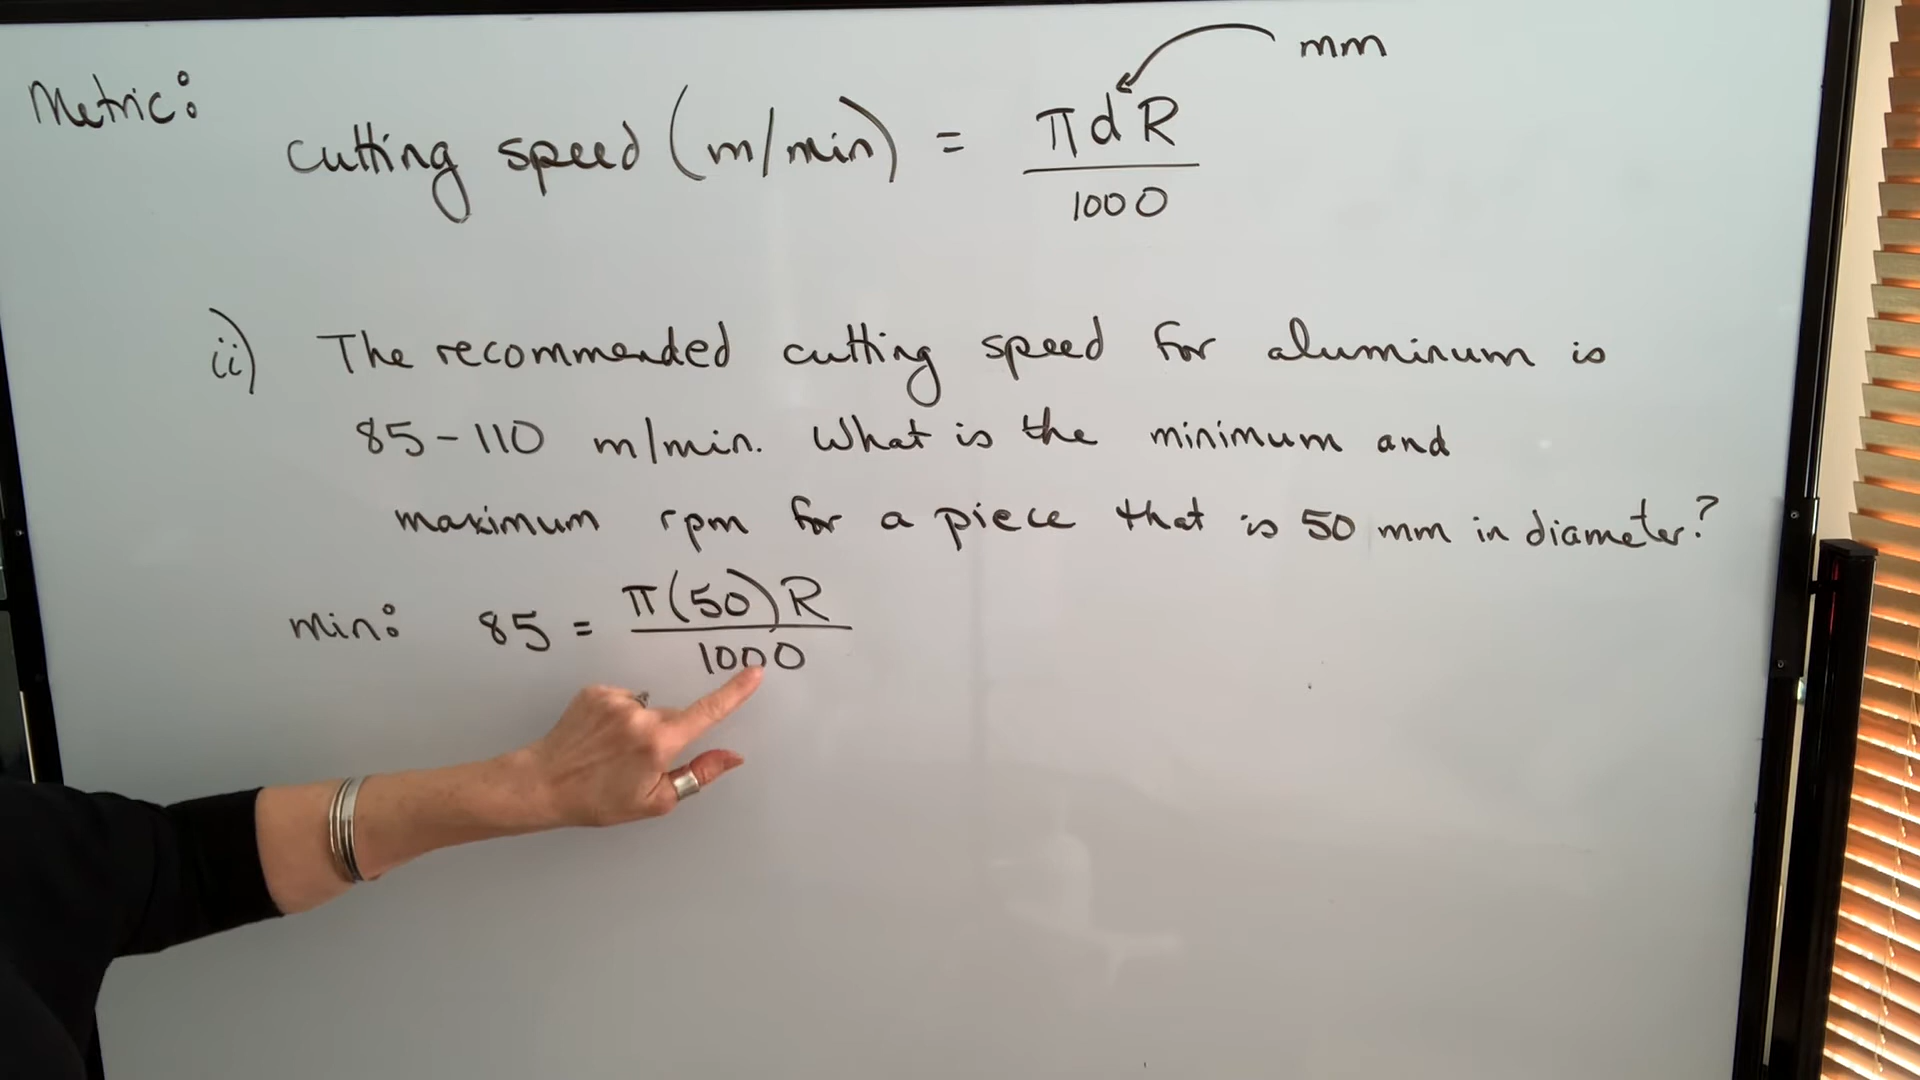 Metric:
mm
cutting speed (m/min) = πdR / 1000
ii) The recommended cutting speed for aluminum is
85-110 m/min. What is the minimum and
maximum rpm for a piece that is 50 mm in diameter?
min: 85 = π(50)R / 1000